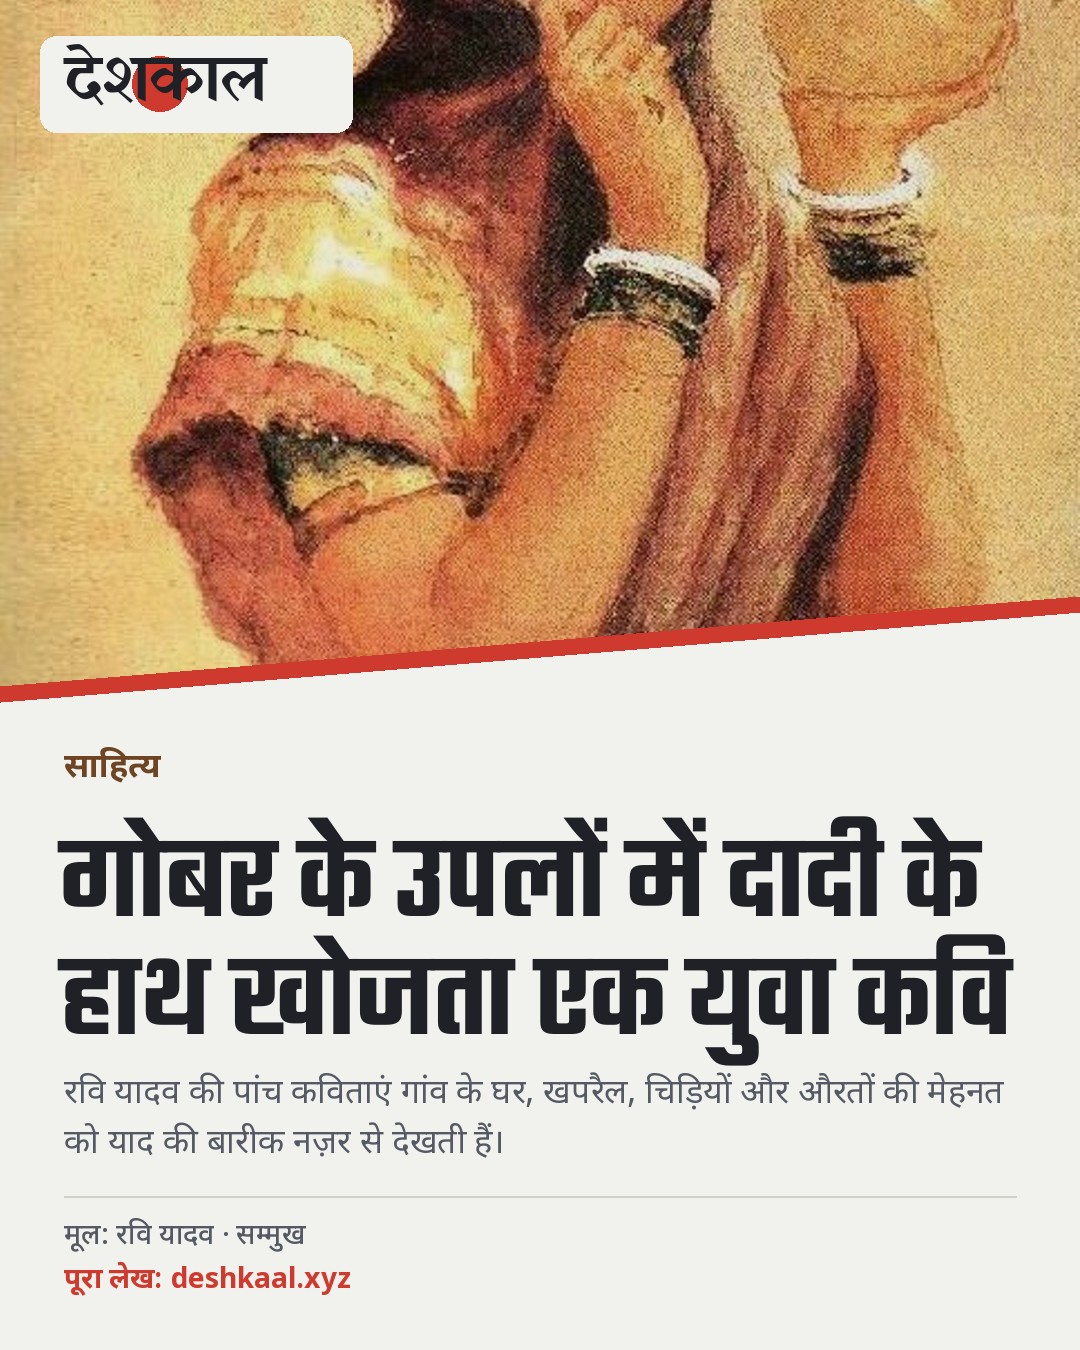 देशकाल
साहित्य
गोबर के उपलों में दादी के
हाथ खोजता एक युवा कवि
रवि यादव की पांच कविताएं गांव के घर, खपरैल, चिड़ियों और औरतों की मेहनत
को याद की बारीक नज़र से देखती हैं।
मूल: रवि यादव · सम्मुख
पूरा लेख: deshkaal.xyz